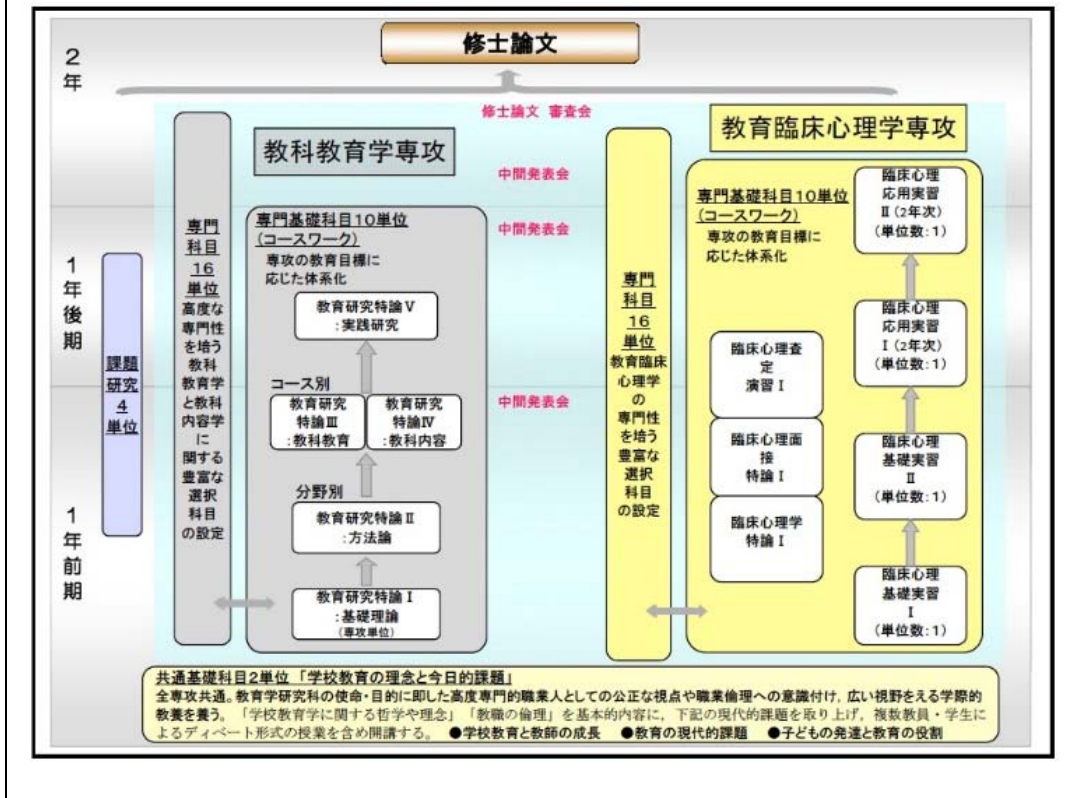 修士論文
2
年
修士論文 審査会
教科教育学専攻
教育臨床心理学専攻
中間発表会
中間発表会
中間発表会
1
年
後
期
1
年
前
期
課題
研究
4
単位
専門
科目
16
単位
高度な
専門性
を培う
教科
教育学
と教科
内容学
に
関する
豊富な
選択
科目
の設定
専門基礎科目10単位
(コースワーク)
専攻の教育目標に
応じた体系化
教育研究特論Ⅴ
:実践研究
コース別
教育研究
特論Ⅲ
:教科教育
教育研究
特論Ⅳ
:教科内容
分野別
教育研究特論Ⅱ
:方法論
教育研究特論Ⅰ
:基礎理論
(専攻単位)
専門
科目
16
単位
教育臨床
心理学
の
専門性
を培う
豊富な
選択
科目
の設定
専門基礎科目10単位
(コースワーク)
専攻の教育目標に
応じた体系化
臨床心理査
定
演習Ⅰ
臨床心理面
接
特論Ⅰ
臨床心理学
特論Ⅰ
臨床心理
応用実習
Ⅱ(2年次)
(単位数:1)
臨床心理
応用実習
Ⅰ(2年次)
(単位数:1)
臨床心理
基礎実習
Ⅱ
(単位数:1)
臨床心理
基礎実習
Ⅰ
(単位数:1)
共通基礎科目2単位 「学校教育の理念と今日的課題」
全専攻共通。教育学研究科の使命・目的に即した高度専門的職業人としての公正な視点や職業倫理への意識付け，広い視野をえる学際的
教養を養う。「学校教育学に関する哲学や理念」「教職の倫理」を基本的内容に，下記の現代的課題を取り上げ，複数教員・学生に
よるディベート形式の授業を含め開講する。 ●学校教育と教師の成長 ●教育の現代的課題 ●子どもの発達と教育の役割